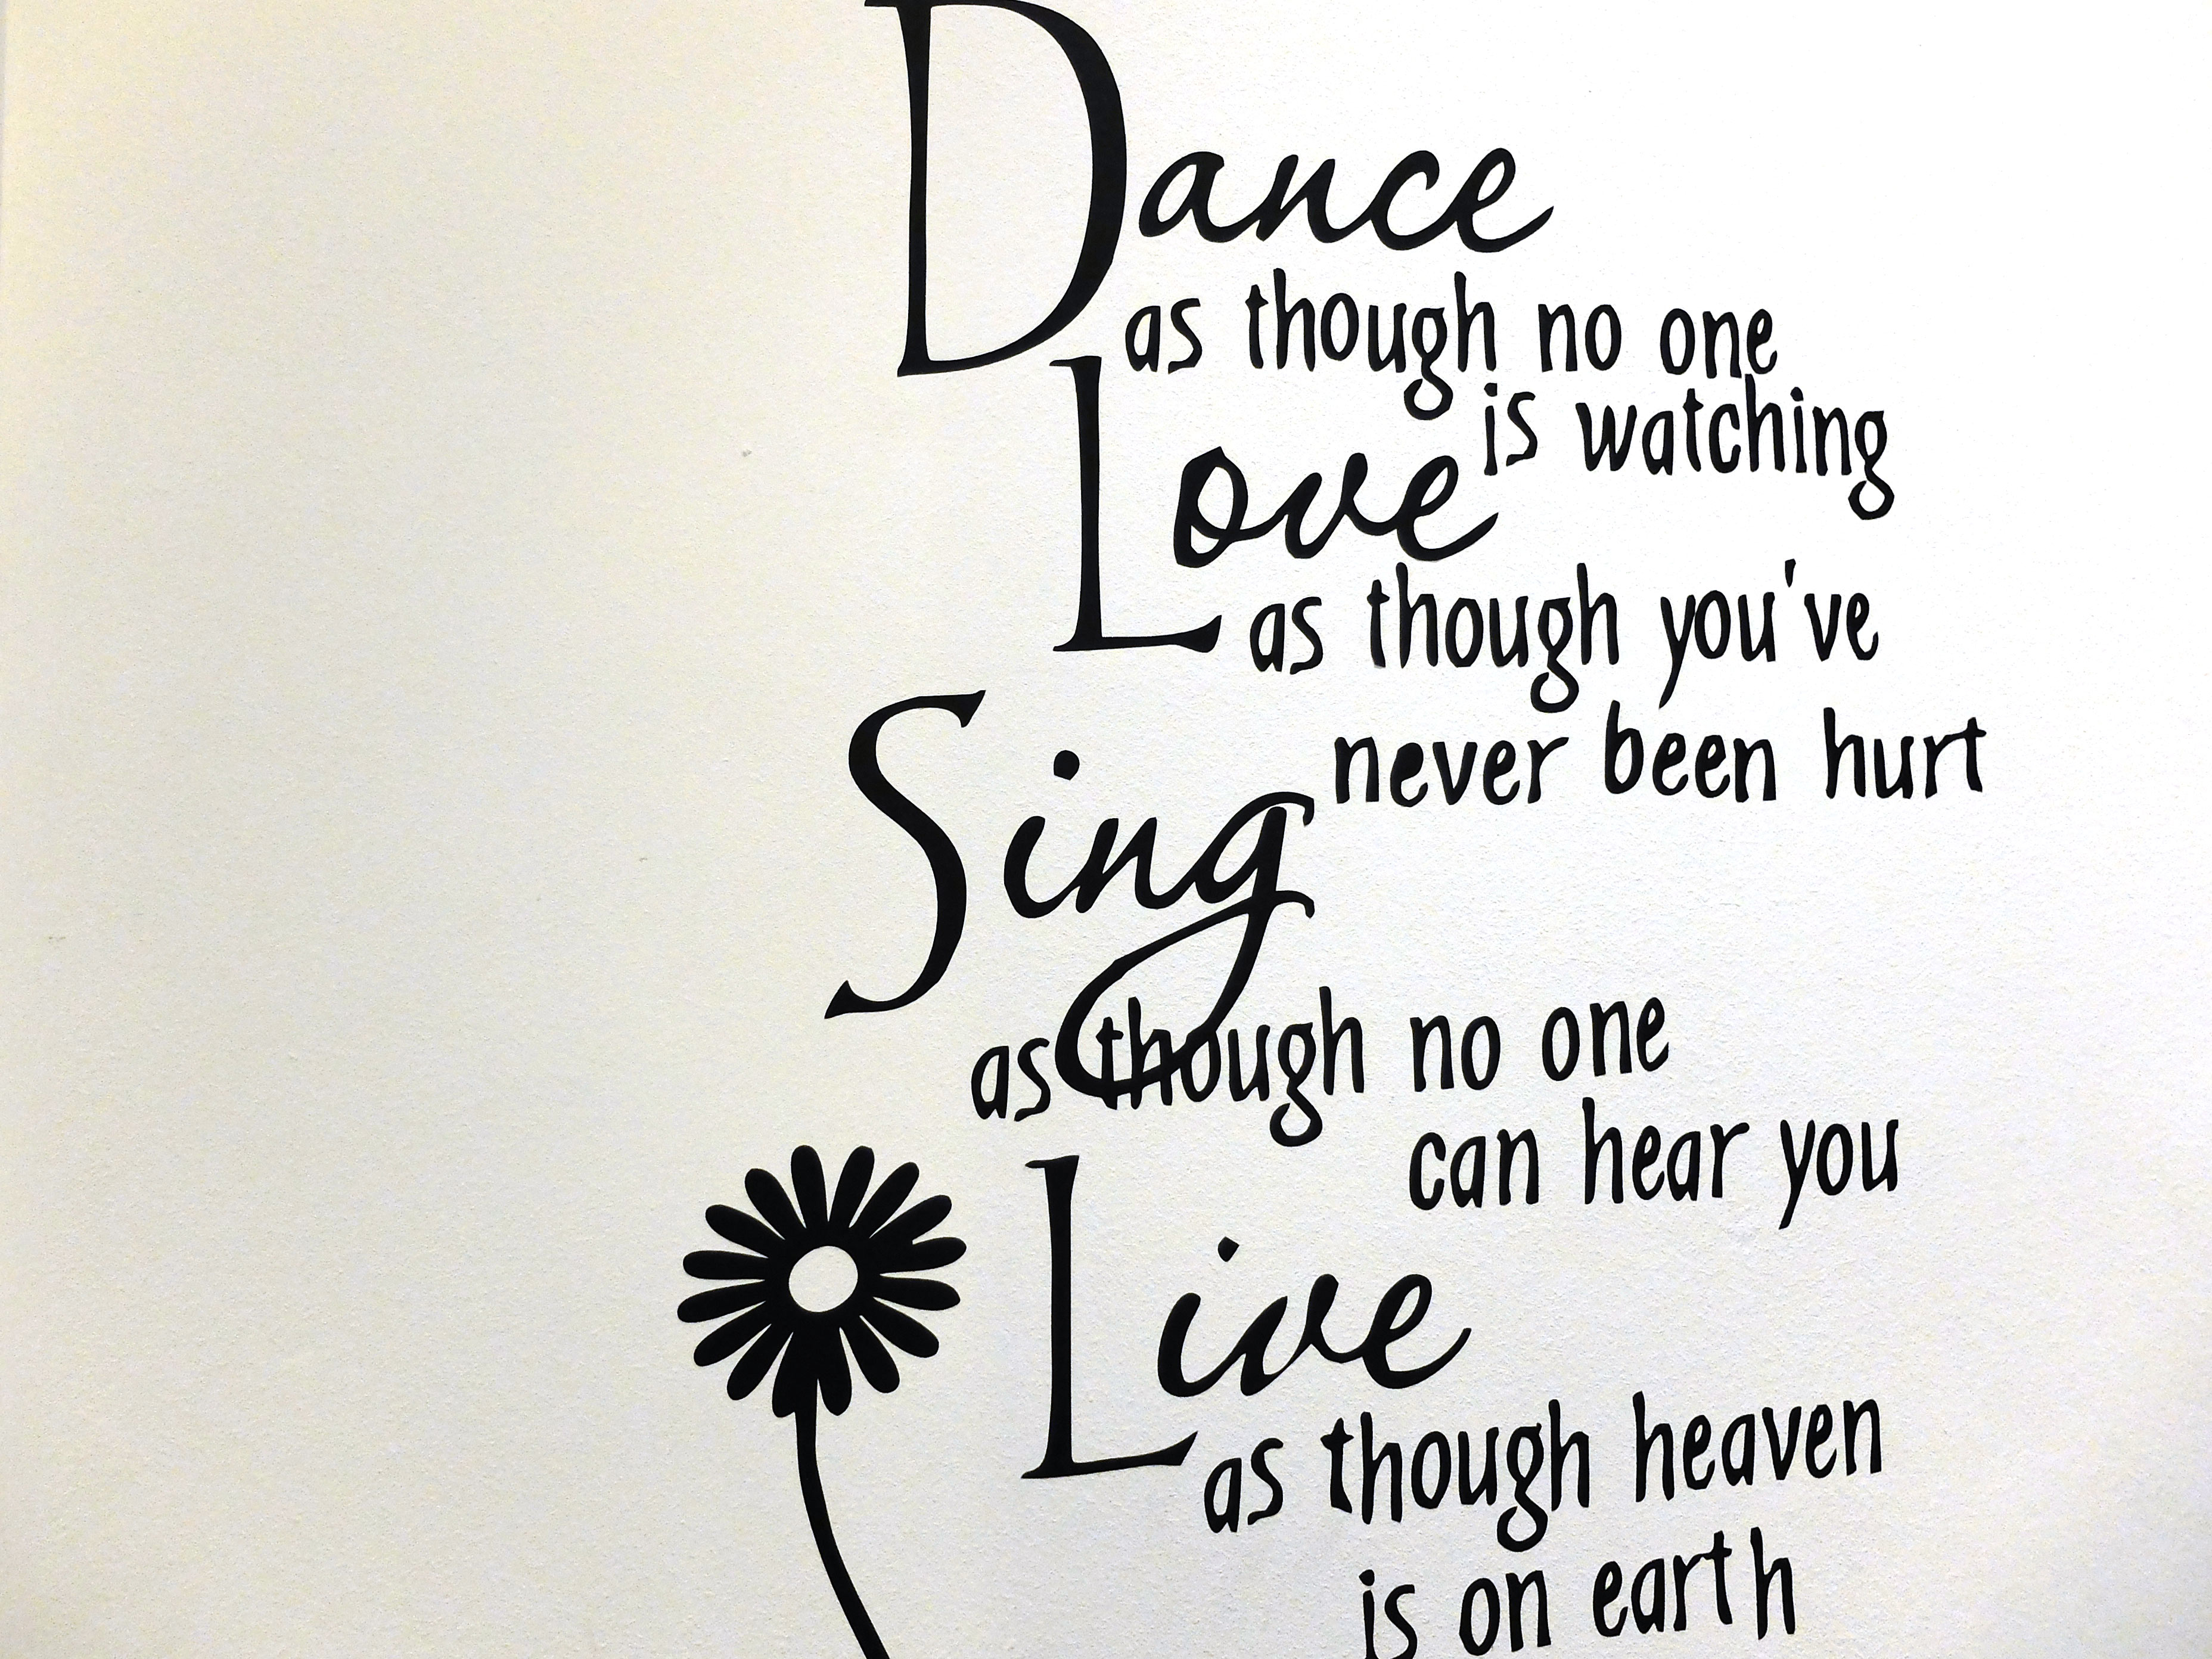 Dance
as though no one
is watching
Love
as though you've
never been hurt
Sing
as though no one
can hear you
Live
as though heaven
is on earth